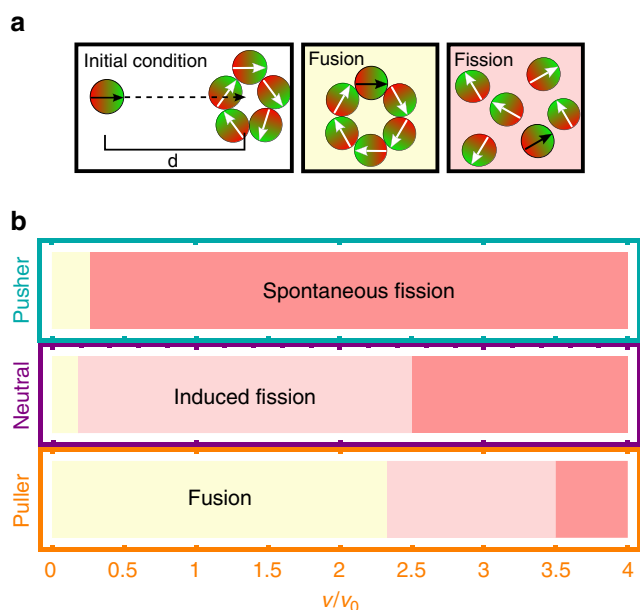 a
Initial condition
Fusion
Fission
d
b
Pusher
Spontaneous fission
Neutral
Induced fission
Puller
Fusion
0 0.5 1 1.5 2 2.5 3 3.5 4
v/v₀